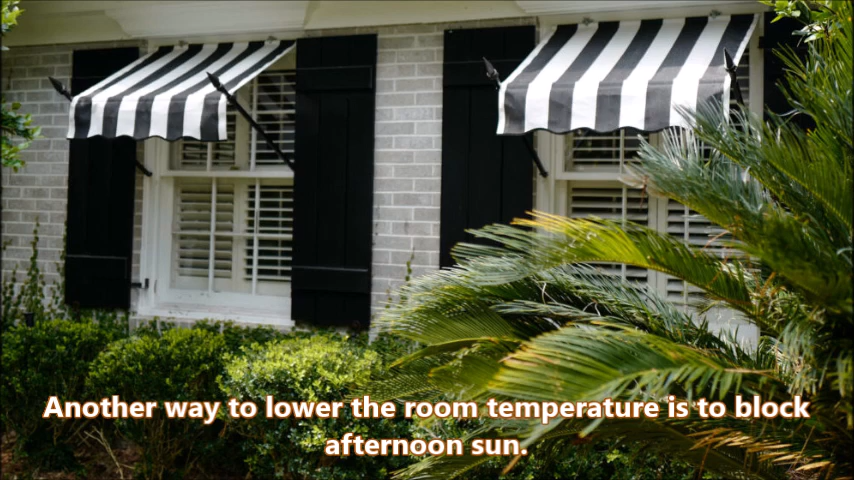 Another way to lower the room temperature is to block
afternoon sun.